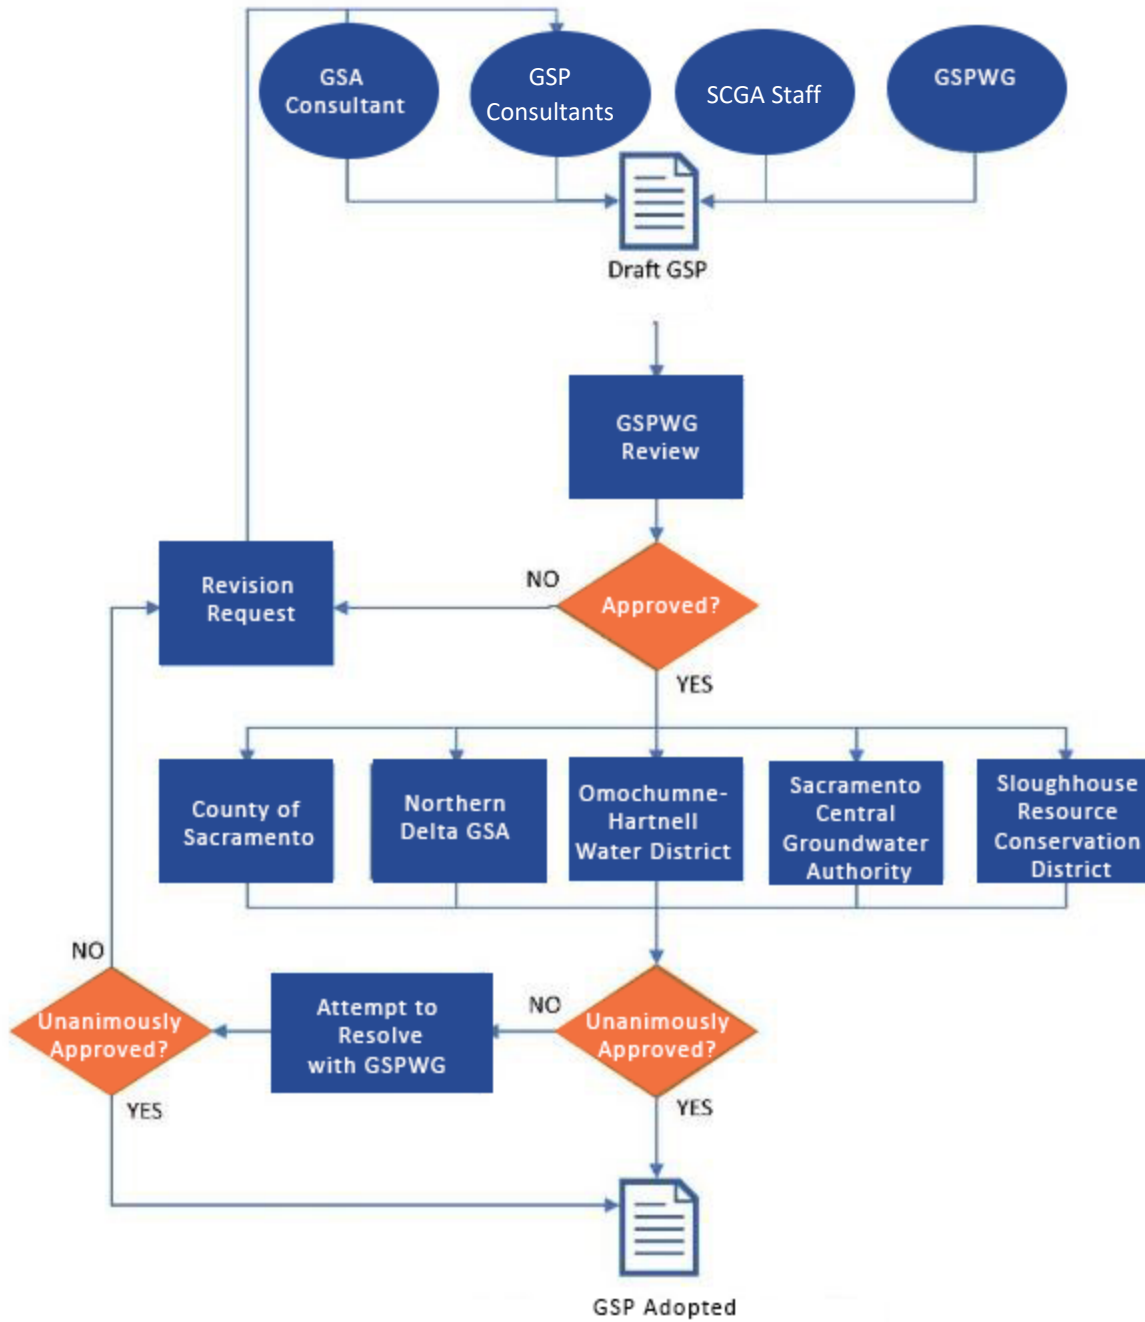 GSA
Consultant
GSP
Consultants
SCGA Staff
GSPWG
Draft GSP
GSPWG
Review
Revision
Request
NO
Approved?
YES
County of
Sacramento
Northern
Delta GSA
Omochumne-
Hartnell
Water District
Sacramento
Central
Groundwater
Authority
Sloughhouse
Resource
Conservation
District
NO
Unanimously
Approved?
YES
Attempt to
Resolve
with GSPWG
NO
Unanimously
Approved?
YES
GSP Adopted